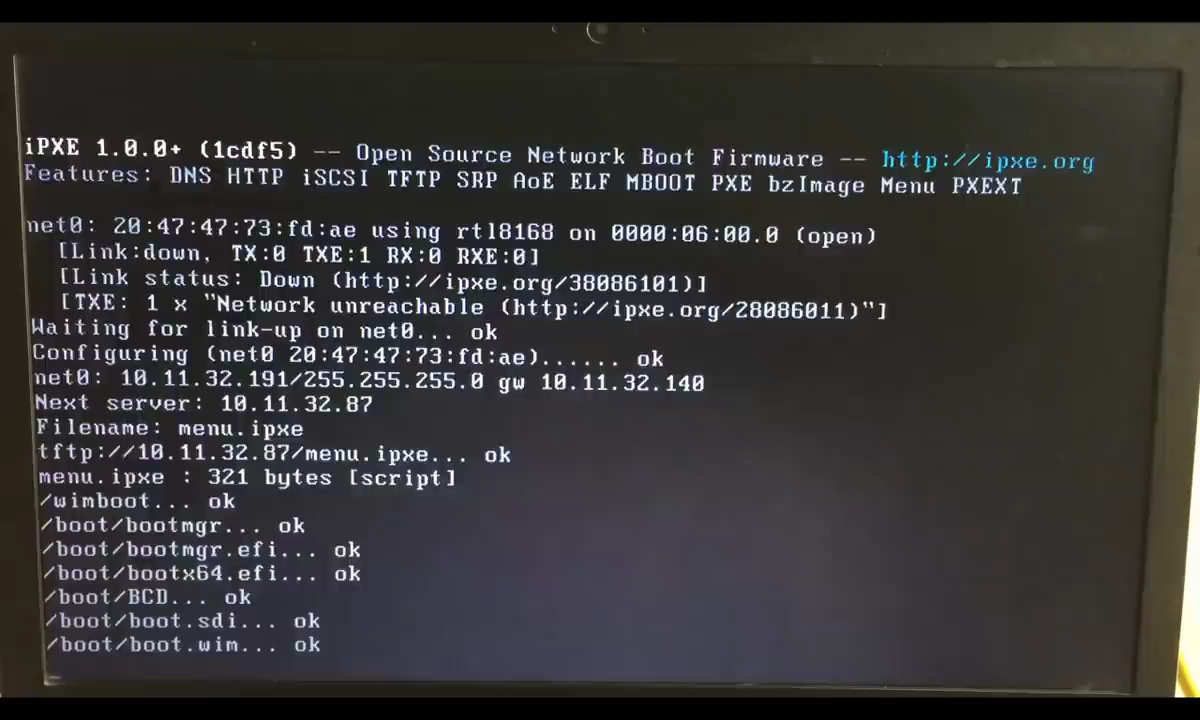 iPXE 1.0.0+ (1cdf5) -- Open Source Network Boot Firmware -- http://ipxe.org
Features: DNS HTTP iSCSI TFTP SRP AoE ELF MBOOT PXE bzImage Menu PXEXT
net0: 20:47:47:73:fd:ae using rtl8168 on 0000:06:00.0 (open)
[Link:down, TX:0 TXE:1 RX:0 RXE:0]
[Link status: Down (http://ipxe.org/38086101)]
[TXE: 1 x "Network unreachable (http://ipxe.org/28086011)"]
Waiting for link-up on net0... ok
Configuring (net0 20:47:47:73:fd:ae)...... ok
net0: 10.11.32.191/255.255.255.0 gw 10.11.32.140
Next server: 10.11.32.87
Filename: menu.ipxe
tftp://10.11.32.87/menu.ipxe... ok
menu.ipxe : 321 bytes [script]
/wimboot... ok
/boot/bootmgr... ok
/boot/bootmgr.efi... ok
/boot/bootx64.efi... ok
/boot/BCD... ok
/boot/boot.sdi... ok
/boot/boot.wim... ok